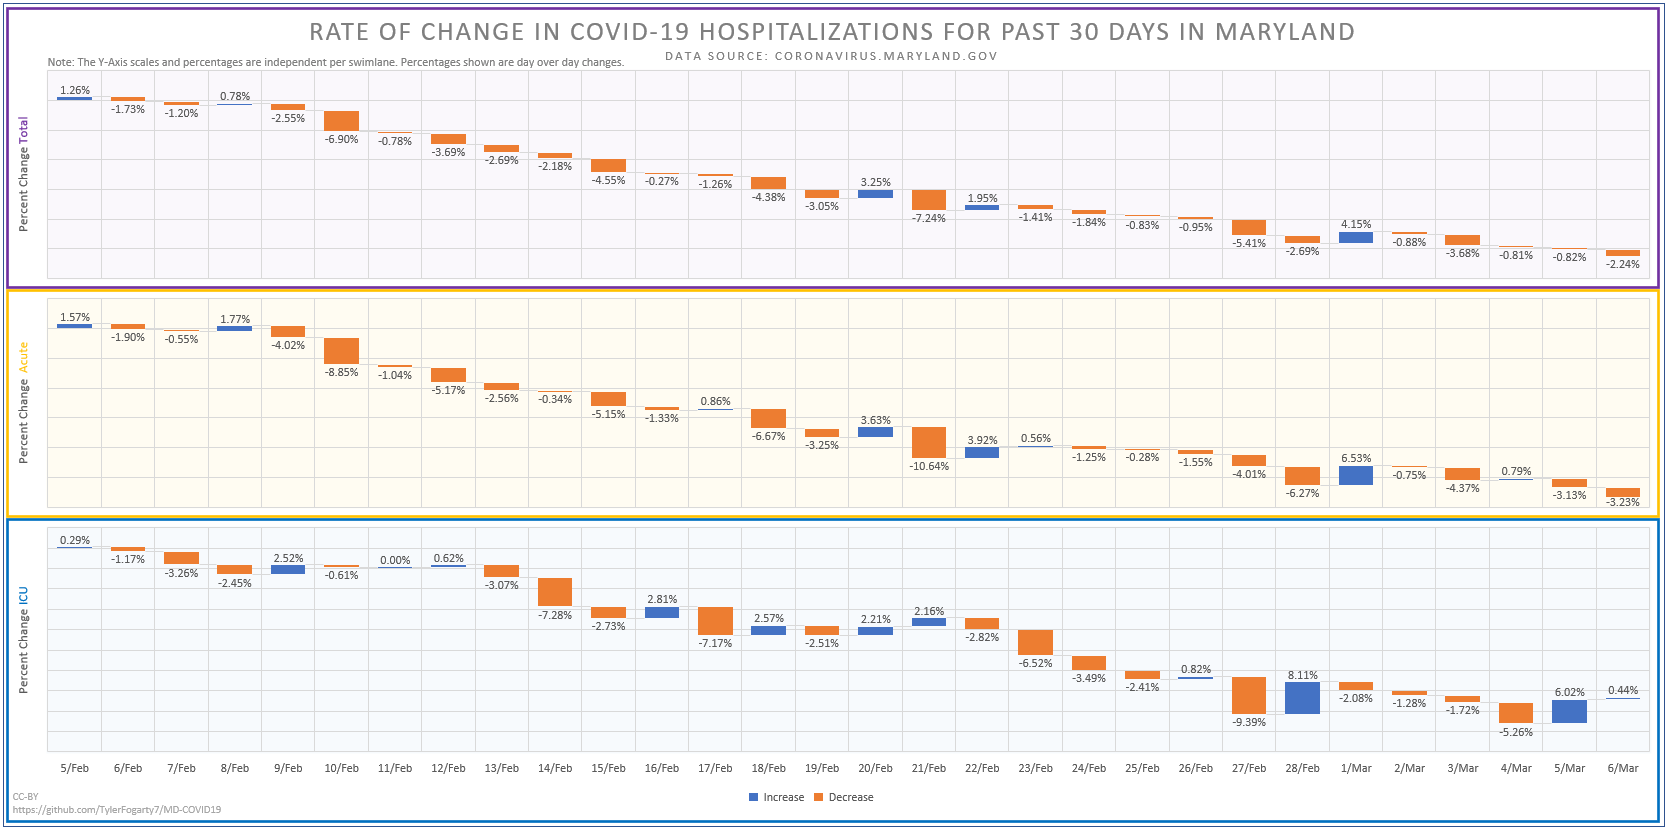 RATE OF CHANGE IN COVID-19 HOSPITALIZATIONS FOR PAST 30 DAYS IN MARYLAND
DATA SOURCE: CORONAVIRUS.MARYLAND.GOV
Note: The Y-Axis scales and percentages are independent per swimlane. Percentages shown are day over day changes.
Percent Change Total
1.26% -1.73% -1.20% 0.78% -2.55% -6.90% -0.78% -3.69% -2.69% -2.18% -4.55% -0.27% -1.26% -4.38% -3.05% 3.25% -7.24% 1.95% -1.41% -1.84% -0.83% -0.95% -5.41% -2.69% 4.15% -0.88% -3.68% -0.81% -0.82% -2.24%
Percent Change Acute
1.57% -1.90% -0.55% 1.77% -4.02% -8.85% -1.04% -5.17% -2.56% -0.34% -5.15% -1.33% 0.86% -6.67% -3.25% 3.63% -10.64% 3.92% 0.56% -1.25% -0.28% -1.55% -4.01% -6.27% 6.53% -0.75% -4.37% 0.79% -3.13% -3.23%
Percent Change ICU
0.29% -1.17% -3.26% -2.45% 2.52% -0.61% 0.00% 0.62% -3.07% -7.28% -2.73% 2.81% -7.17% 2.57% -2.51% 2.21% 2.16% -2.82% -6.52% -3.49% -2.41% 0.82% -9.39% 8.11% -2.08% -1.28% -1.72% -5.26% 6.02% 0.44%
5/Feb 6/Feb 7/Feb 8/Feb 9/Feb 10/Feb 11/Feb 12/Feb 13/Feb 14/Feb 15/Feb 16/Feb 17/Feb 18/Feb 19/Feb 20/Feb 21/Feb 22/Feb 23/Feb 24/Feb 25/Feb 26/Feb 27/Feb 28/Feb 1/Mar 2/Mar 3/Mar 4/Mar 5/Mar 6/Mar
Increase Decrease
CC-BY
https://github.com/TylerFogarty7/MD-COVID19